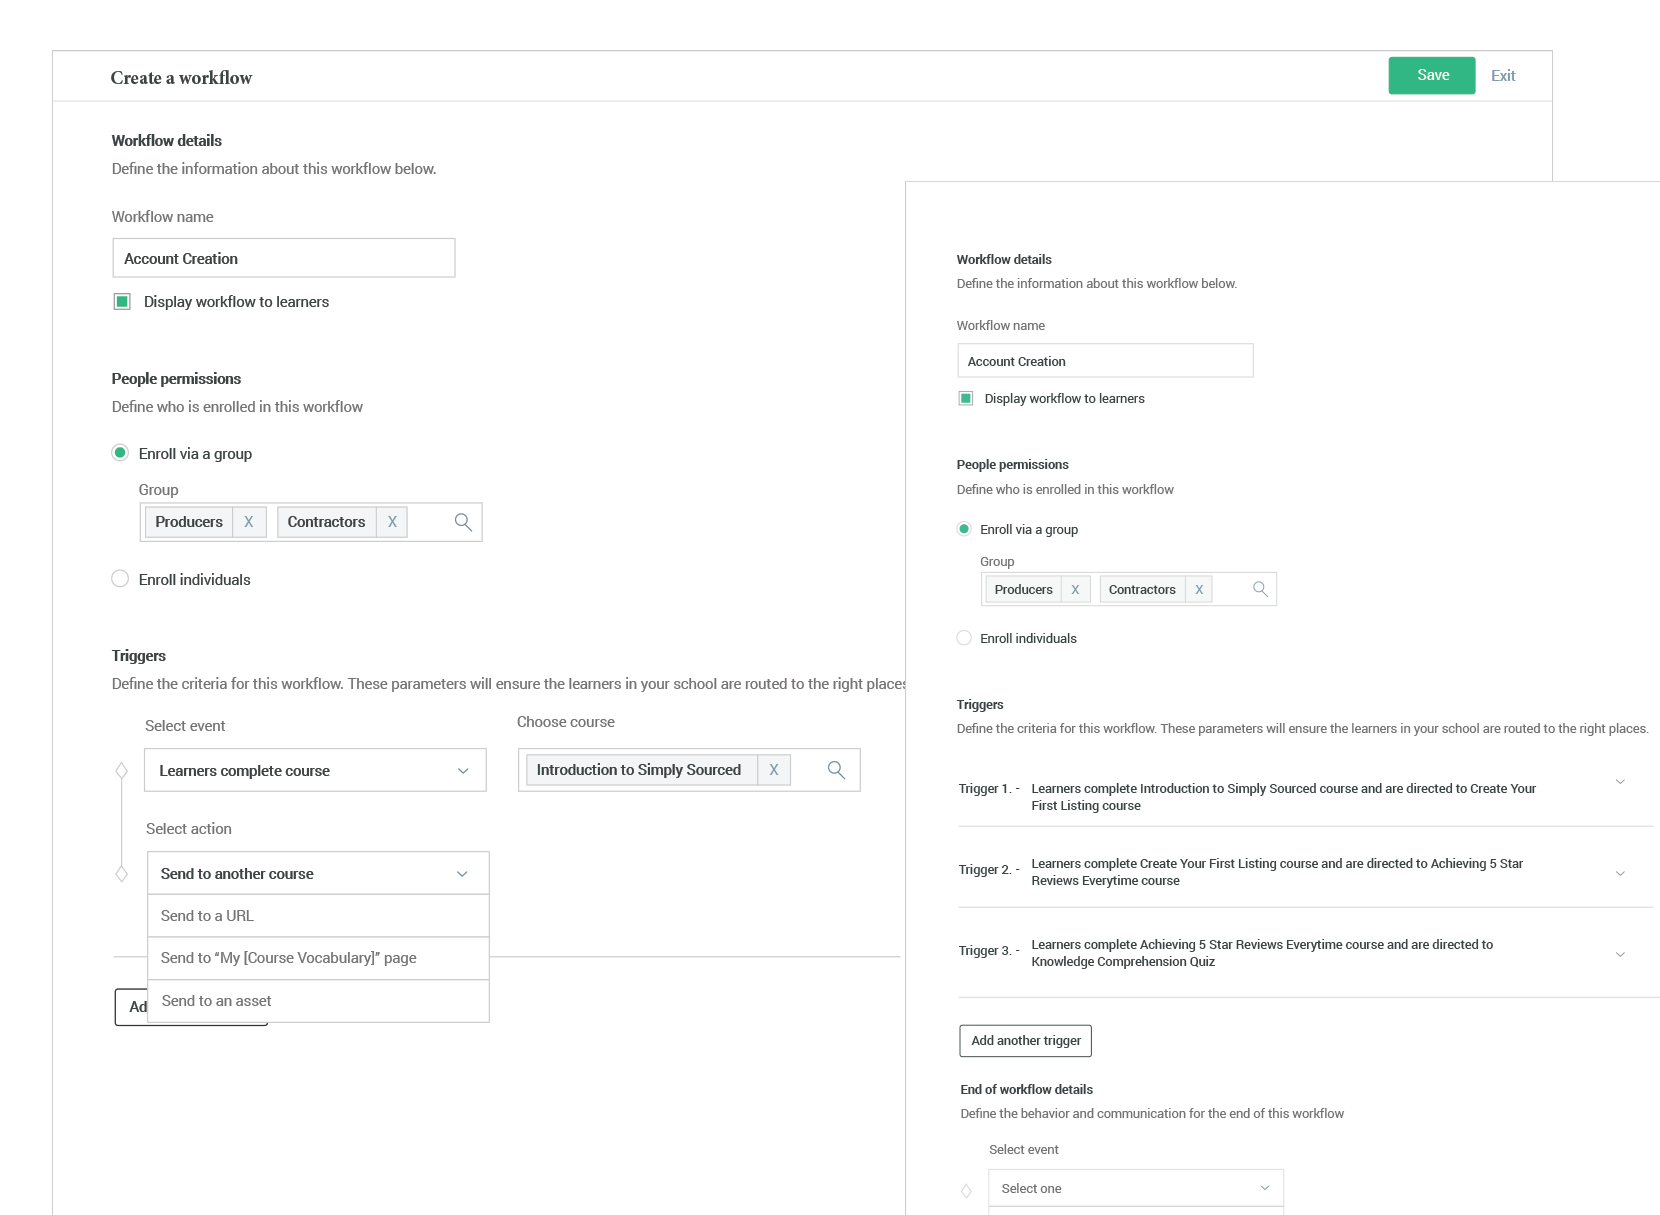 Create a workflow
Save
Exit
Workflow details
Define the information about this workflow below.
Workflow name
Account Creation
Display workflow to learners
People permissions
Define who is enrolled in this workflow
Enroll via a group
Group
Producers X Contractors X
Enroll individuals
Triggers
Define the criteria for this workflow. These parameters will ensure the learners in your school are routed to the right places
Select event
Choose course
Learners complete course
Introduction to Simply Sourced X
Select action
Send to another course
Send to a URL
Send to “My [Course Vocabulary]” page
Send to an asset
Ad
Workflow details
Define the information about this workflow below.
Workflow name
Account Creation
Display workflow to learners
People permissions
Define who is enrolled in this workflow
Enroll via a group
Group
Producers X Contractors X
Enroll individuals
Triggers
Define the criteria for this workflow. These parameters will ensure the learners in your school are routed to the right places.
Trigger 1. - Learners complete Introduction to Simply Sourced course and are directed to Create Your
First Listing course
Trigger 2. - Learners complete Create Your First Listing course and are directed to Achieving 5 Star
Reviews Everytime course
Trigger 3. - Learners complete Achieving 5 Star Reviews Everytime course and are directed to
Knowledge Comprehension Quiz
Add another trigger
End of workflow details
Define the behavior and communication for the end of this workflow
Select event
Select one